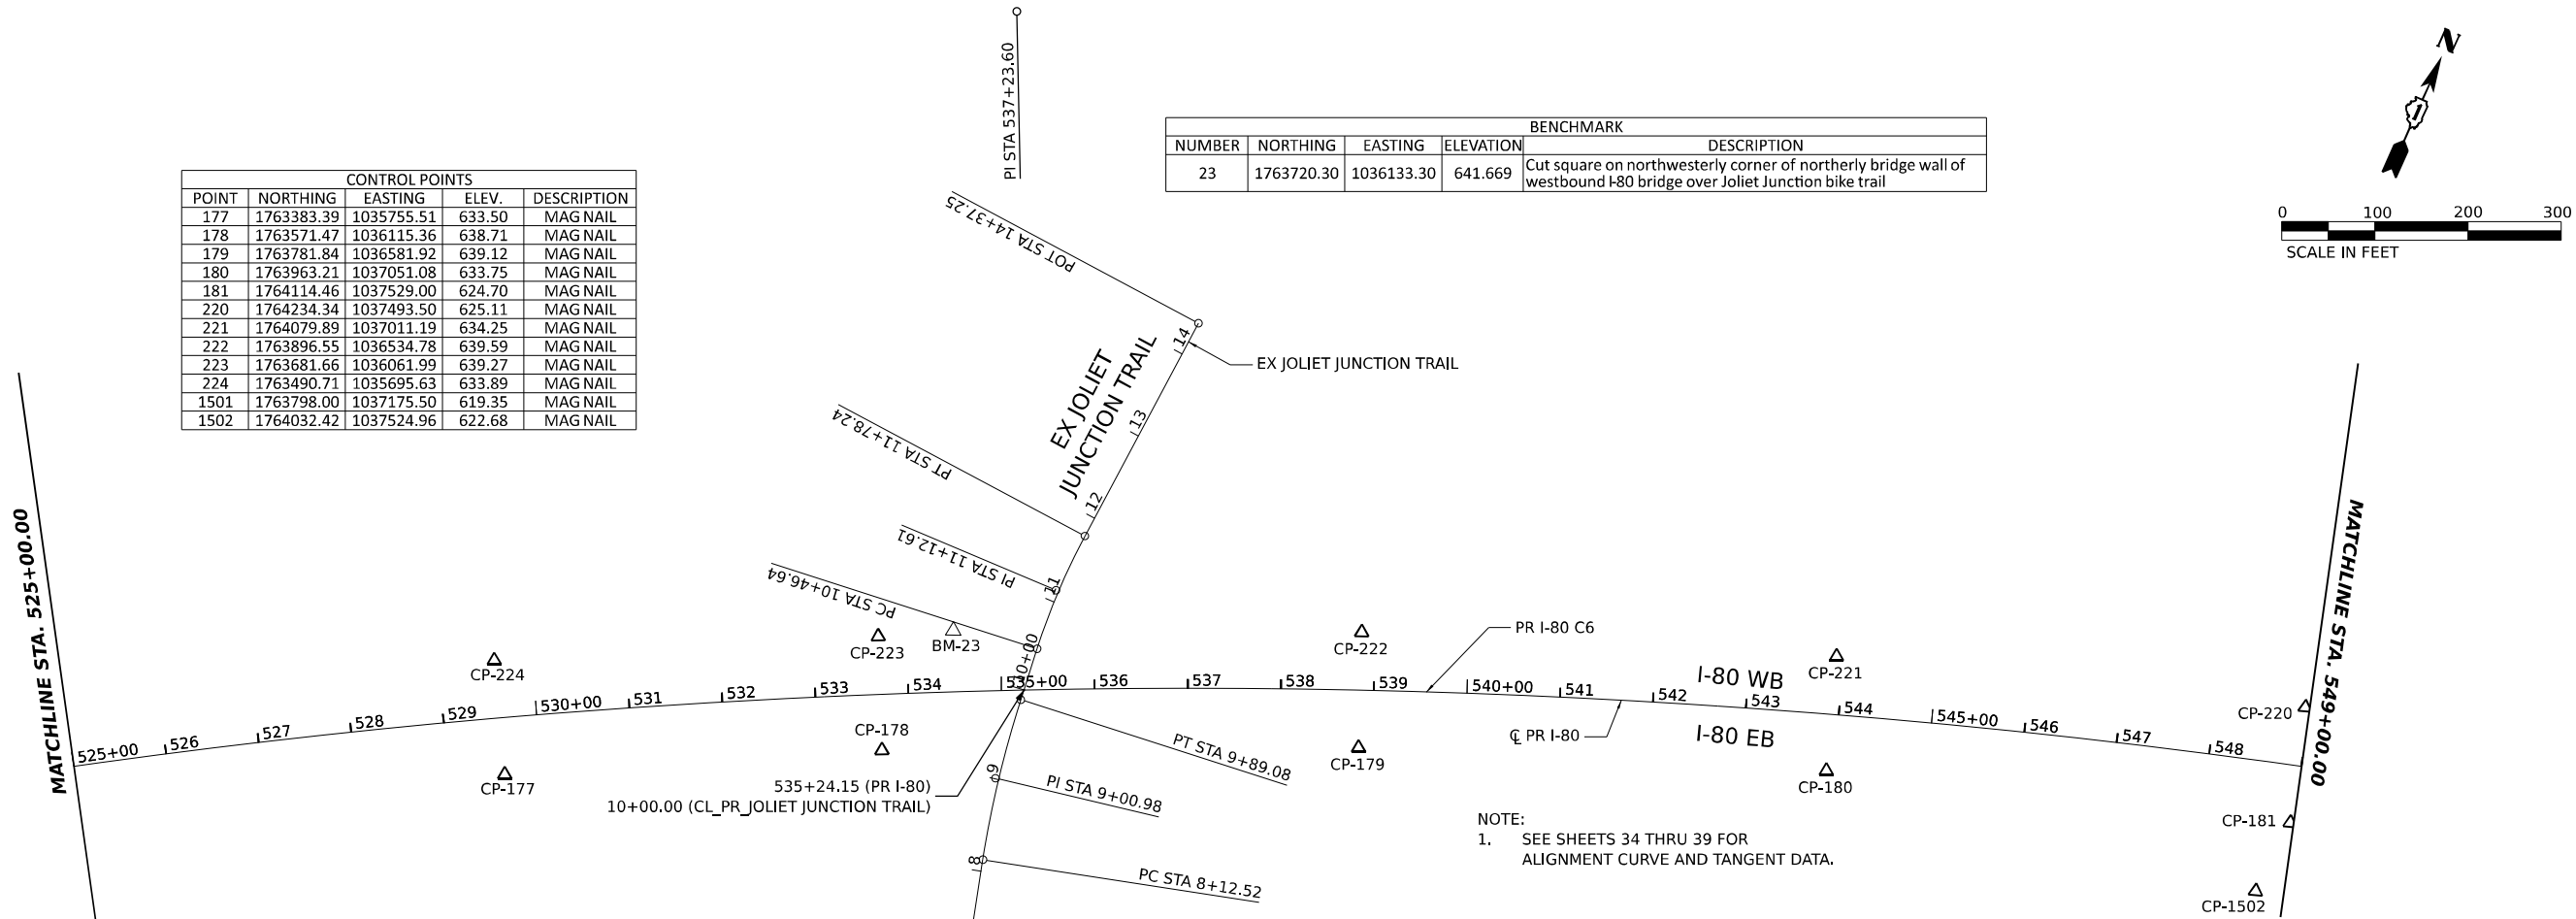 PI STA 537+23.60
N
1
BENCHMARK
NUMBER NORTHING EASTING ELEVATION DESCRIPTION
23 1763720.30 1036133.30 641.669 Cut square on northwesterly corner of northerly bridge wall of
westbound I-80 bridge over Joliet Junction bike trail
CONTROL POINTS
POINT NORTHING EASTING ELEV. DESCRIPTION
177 1763383.39 1035755.51 633.50 MAG NAIL
178 1763571.47 1036115.36 638.71 MAG NAIL
179 1763781.84 1036581.92 639.12 MAG NAIL
180 1763963.21 1037051.08 633.75 MAG NAIL
181 1764114.46 1037529.00 624.70 MAG NAIL
220 1764234.34 1037493.50 625.11 MAG NAIL
221 1764079.89 1037011.19 634.25 MAG NAIL
222 1763896.55 1036534.78 639.59 MAG NAIL
223 1763681.66 1036061.99 639.27 MAG NAIL
224 1763490.71 1035695.63 633.89 MAG NAIL
1501 1763798.00 1037175.50 619.35 MAG NAIL
1502 1764032.42 1037524.96 622.68 MAG NAIL
0 100 200 300
SCALE IN FEET
POT STA 14+37.25
14
EX JOLIET
JUNCTION TRAIL
EX JOLIET JUNCTION TRAIL
13
PT STA 11+78.24
12
PI STA 11+12.61
11
PC STA 10+46.64
10+00
MATCHLINE STA. 525+00.00
MATCHLINE STA. 549+00.00
CP-224
CP-223
BM-23
CP-222
PR I-80 C6
CP-221
CP-220
I-80 WB
525+00 526 527 528 529 530+00 531 532 533 534 535+00 536 537 538 539 540+00 541 542 543 544 545+00 546 547 548
CP-178
CP-177
535+24.15 (PR I-80)
10+00.00 (CL_PR_JOLIET JUNCTION TRAIL)
PT STA 9+89.08
9
PI STA 9+00.98
8
PC STA 8+12.52
CP-179
℄ PR I-80
I-80 EB
CP-180
CP-181
CP-1502
NOTE:
1. SEE SHEETS 34 THRU 39 FOR
ALIGNMENT CURVE AND TANGENT DATA.